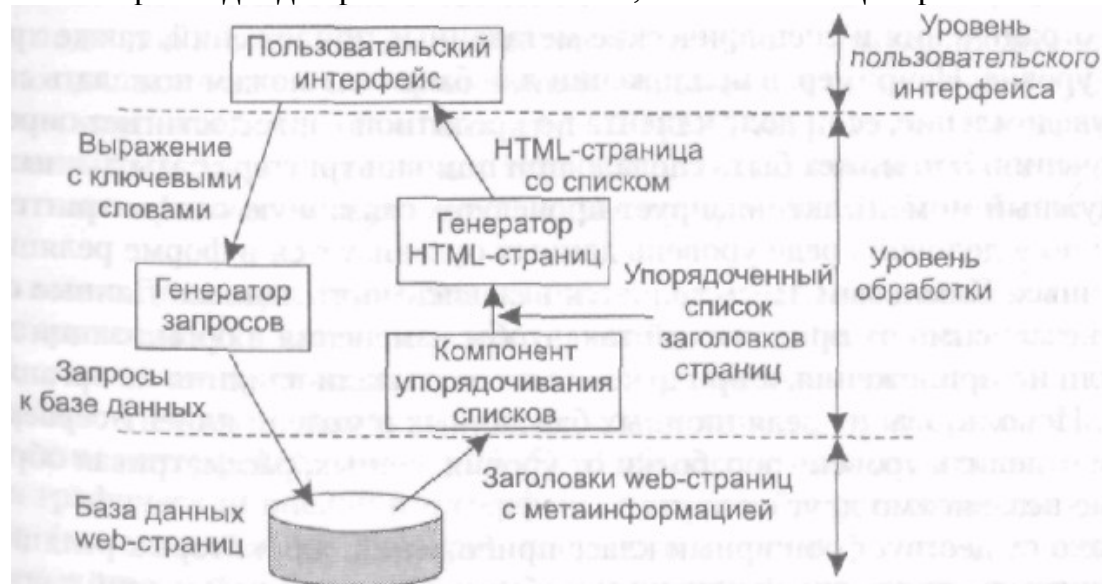 Пользовательский
интерфейс
Уровень
пользовательского
интерфейса
Выражение
с ключевыми
словами
HTML-страница
со списком
Генератор
HTML-страниц
Генератор
запросов
Упорядоченный
список
заголовков
страниц
Уровень
обработки
Компонент
упорядочивания
списков
Запросы
к базе данных
Заголовки web-страниц
с метаинформацией
База данных
web-страниц